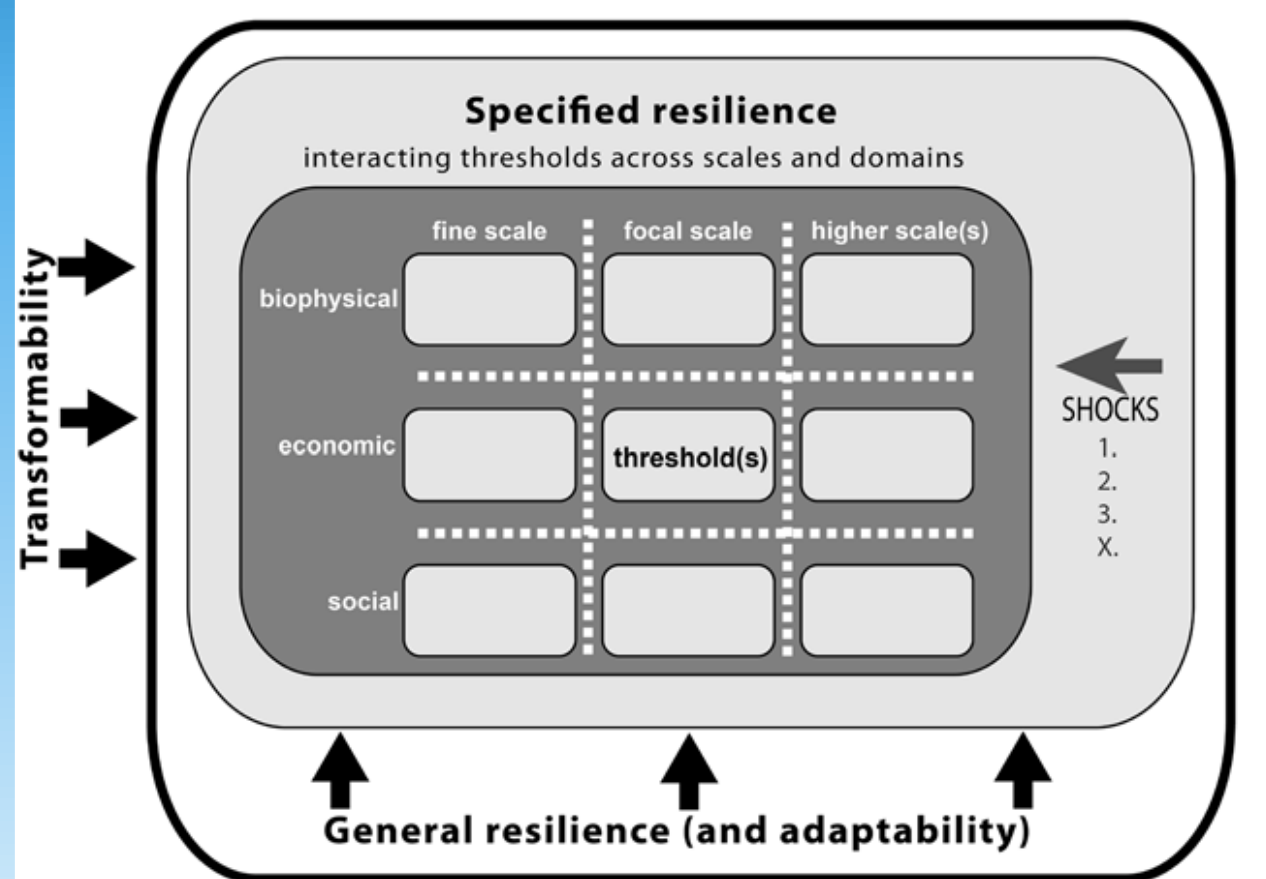 Specified resilience
interacting thresholds across scales and domains
fine scale
focal scale
higher scale(s)
biophysical
economic
threshold(s)
social
SHOCKS
1.
2.
3.
X.
Transformability
General resilience (and adaptability)